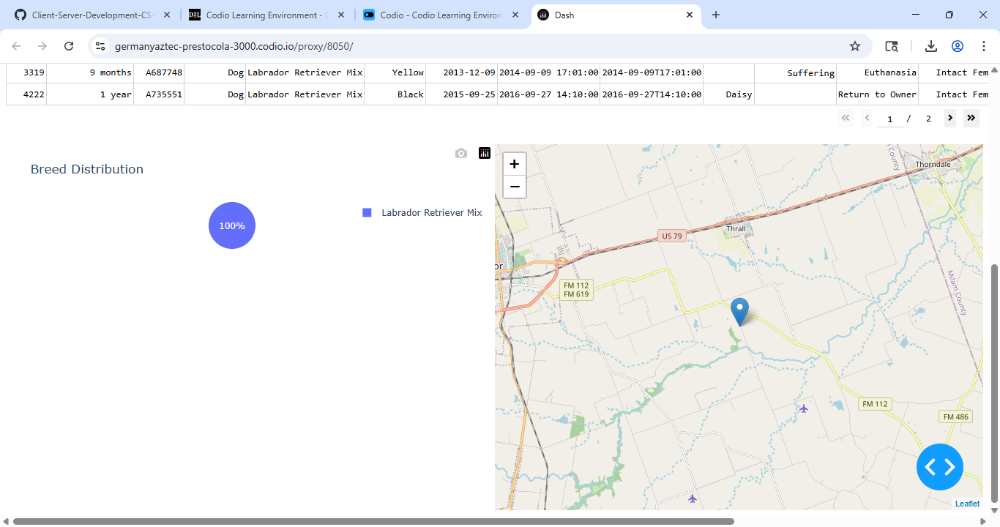 Client-Server-Development-CS-
D2L Codio Learning Environment - C
Codio - Codio Learning Environ
Dash
germanyaztec-prestocola-3000.codio.io/proxy/8050/
3319 9 months A687748 Dog Labrador Retriever Mix Yellow 2013-12-09 2014-09-09 17:01:00 2014-09-09T17:01:00 Suffering Euthanasia Intact Fem
4222 1 year A735551 Dog Labrador Retriever Mix Black 2015-09-25 2016-09-27 14:10:00 2016-09-27T14:10:00 Daisy Return to Owner Intact Fem
<< < 1 / 2 > >>
Breed Distribution
100%
Labrador Retriever Mix
+
−
Milam County
Thorndale
Thrall
US 79
or
FM 112
FM 619
Milam County
FM 112
FM 486
Leaflet